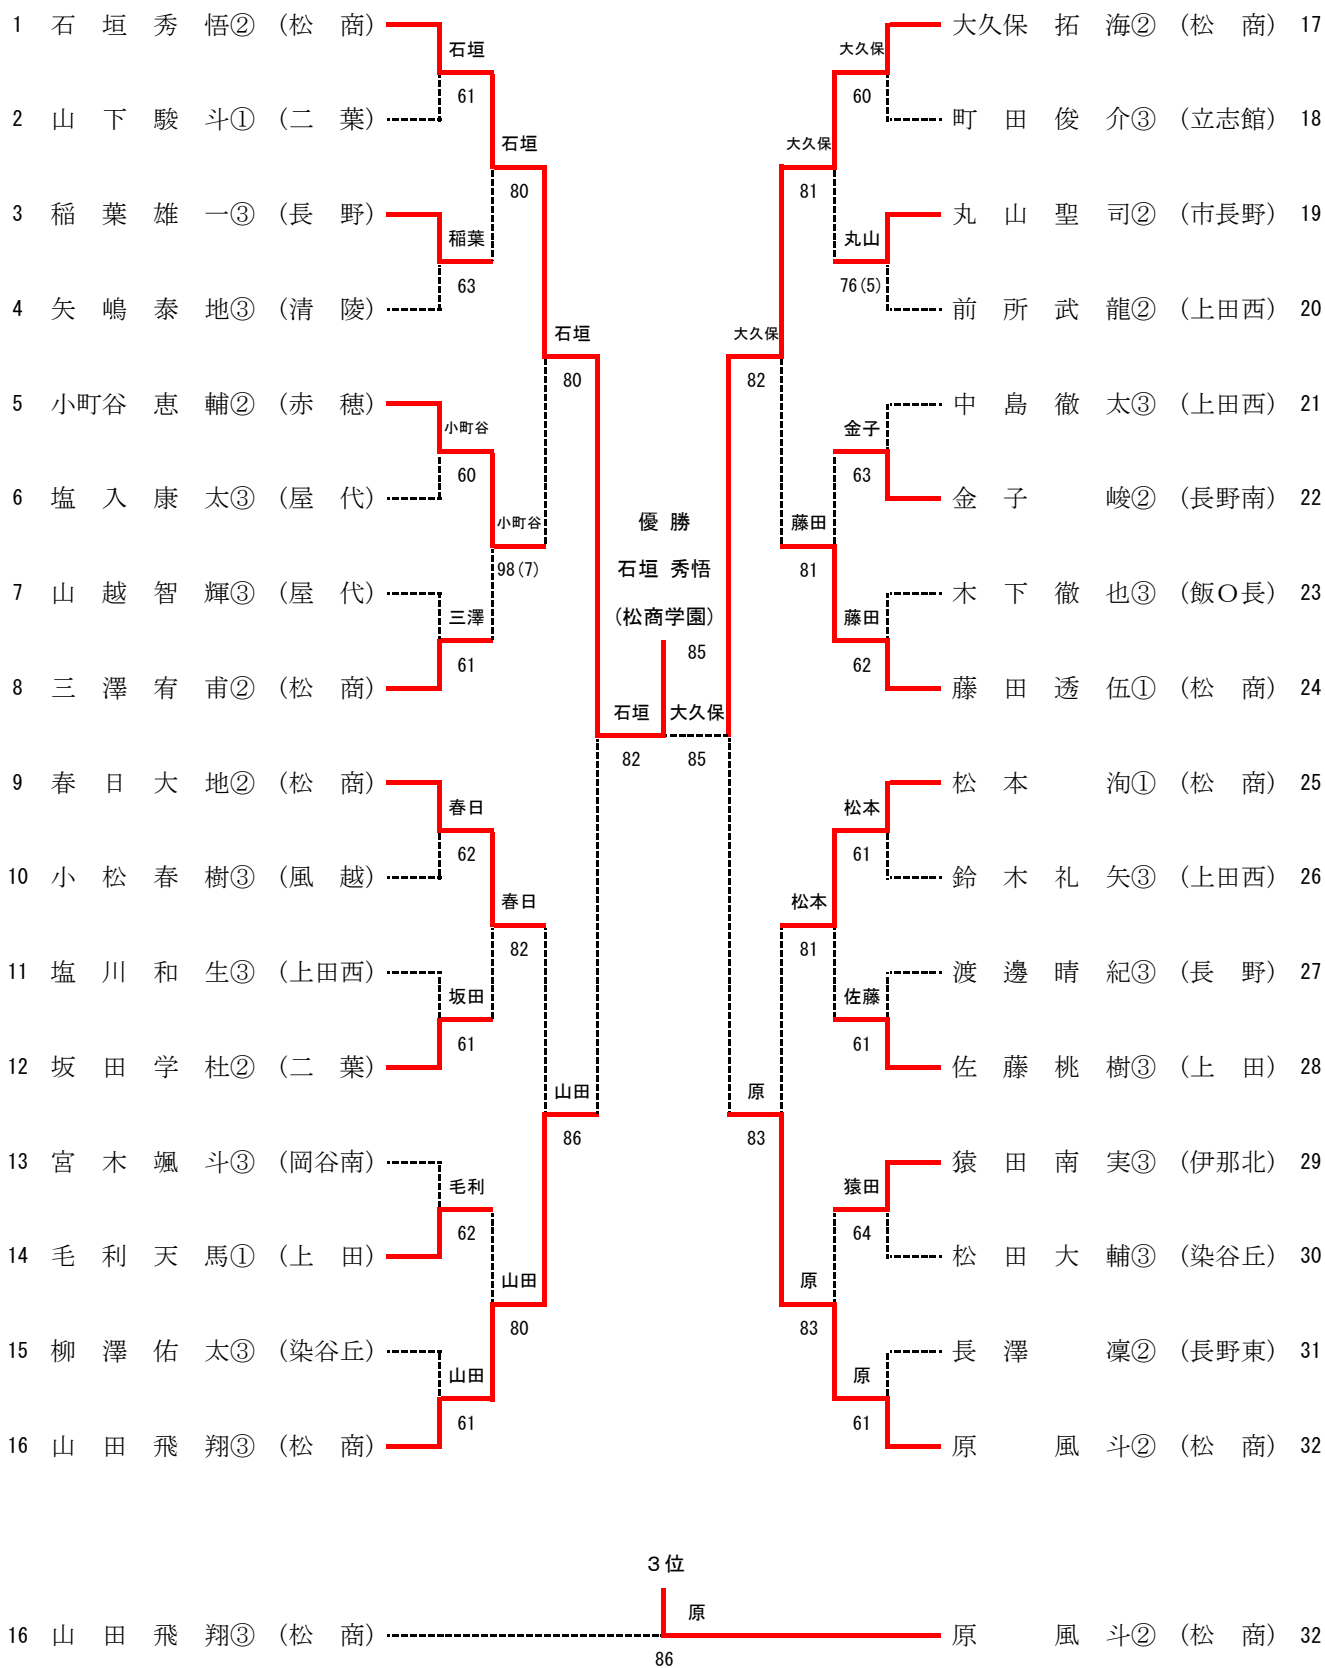 1 石垣秀悟② (松商) 大久保拓海② (松商) 17
石垣 大久保
61 60
2 山下駿斗① (二葉) 町田俊介③ (立志館) 18
石垣 大久保
80 81
3 稲葉雄一③ (長野) 丸山聖司② (市長野) 19
稲葉 丸山
63 76(5)
4 矢嶋泰地③ (清陵) 前所武龍② (上田西) 20
石垣 大久保
80 82
5 小町谷恵輔② (赤穂) 中島徹太③ (上田西) 21
小町谷 金子
60 63
6 塩入康太③ (屋代) 金子峻② (長野南) 22
小町谷 優勝 藤田
98(7) 石垣 秀悟 81
7 山越智輝③ (屋代) 木下徹也③ (飯O長) 23
三澤 (松商学園) 藤田
61 85 62
8 三澤宥甫② (松商) 藤田透伍① (松商) 24
石垣 大久保
82 85
9 春日大地② (松商) 松本洵① (松商) 25
春日 松本
62 61
10 小松春樹③ (風越) 鈴木礼矢③ (上田西) 26
春日 松本
82 81
11 塩川和生③ (上田西) 渡邊晴紀③ (長野) 27
坂田 佐藤
61 61
12 坂田学杜② (二葉) 佐藤桃樹③ (上田) 28
山田 原
86 83
13 宮木颯斗③ (岡谷南) 猿田南実③ (伊那北) 29
毛利 猿田
62 64
14 毛利天馬① (上田) 松田大輔③ (染谷丘) 30
山田 原
80 83
15 柳澤佑太③ (染谷丘) 長澤凜② (長野東) 31
山田 原
61 61
16 山田飛翔③ (松商) 原風斗② (松商) 32
３位
原
16 山田飛翔③ (松商) 原風斗② (松商) 32
86